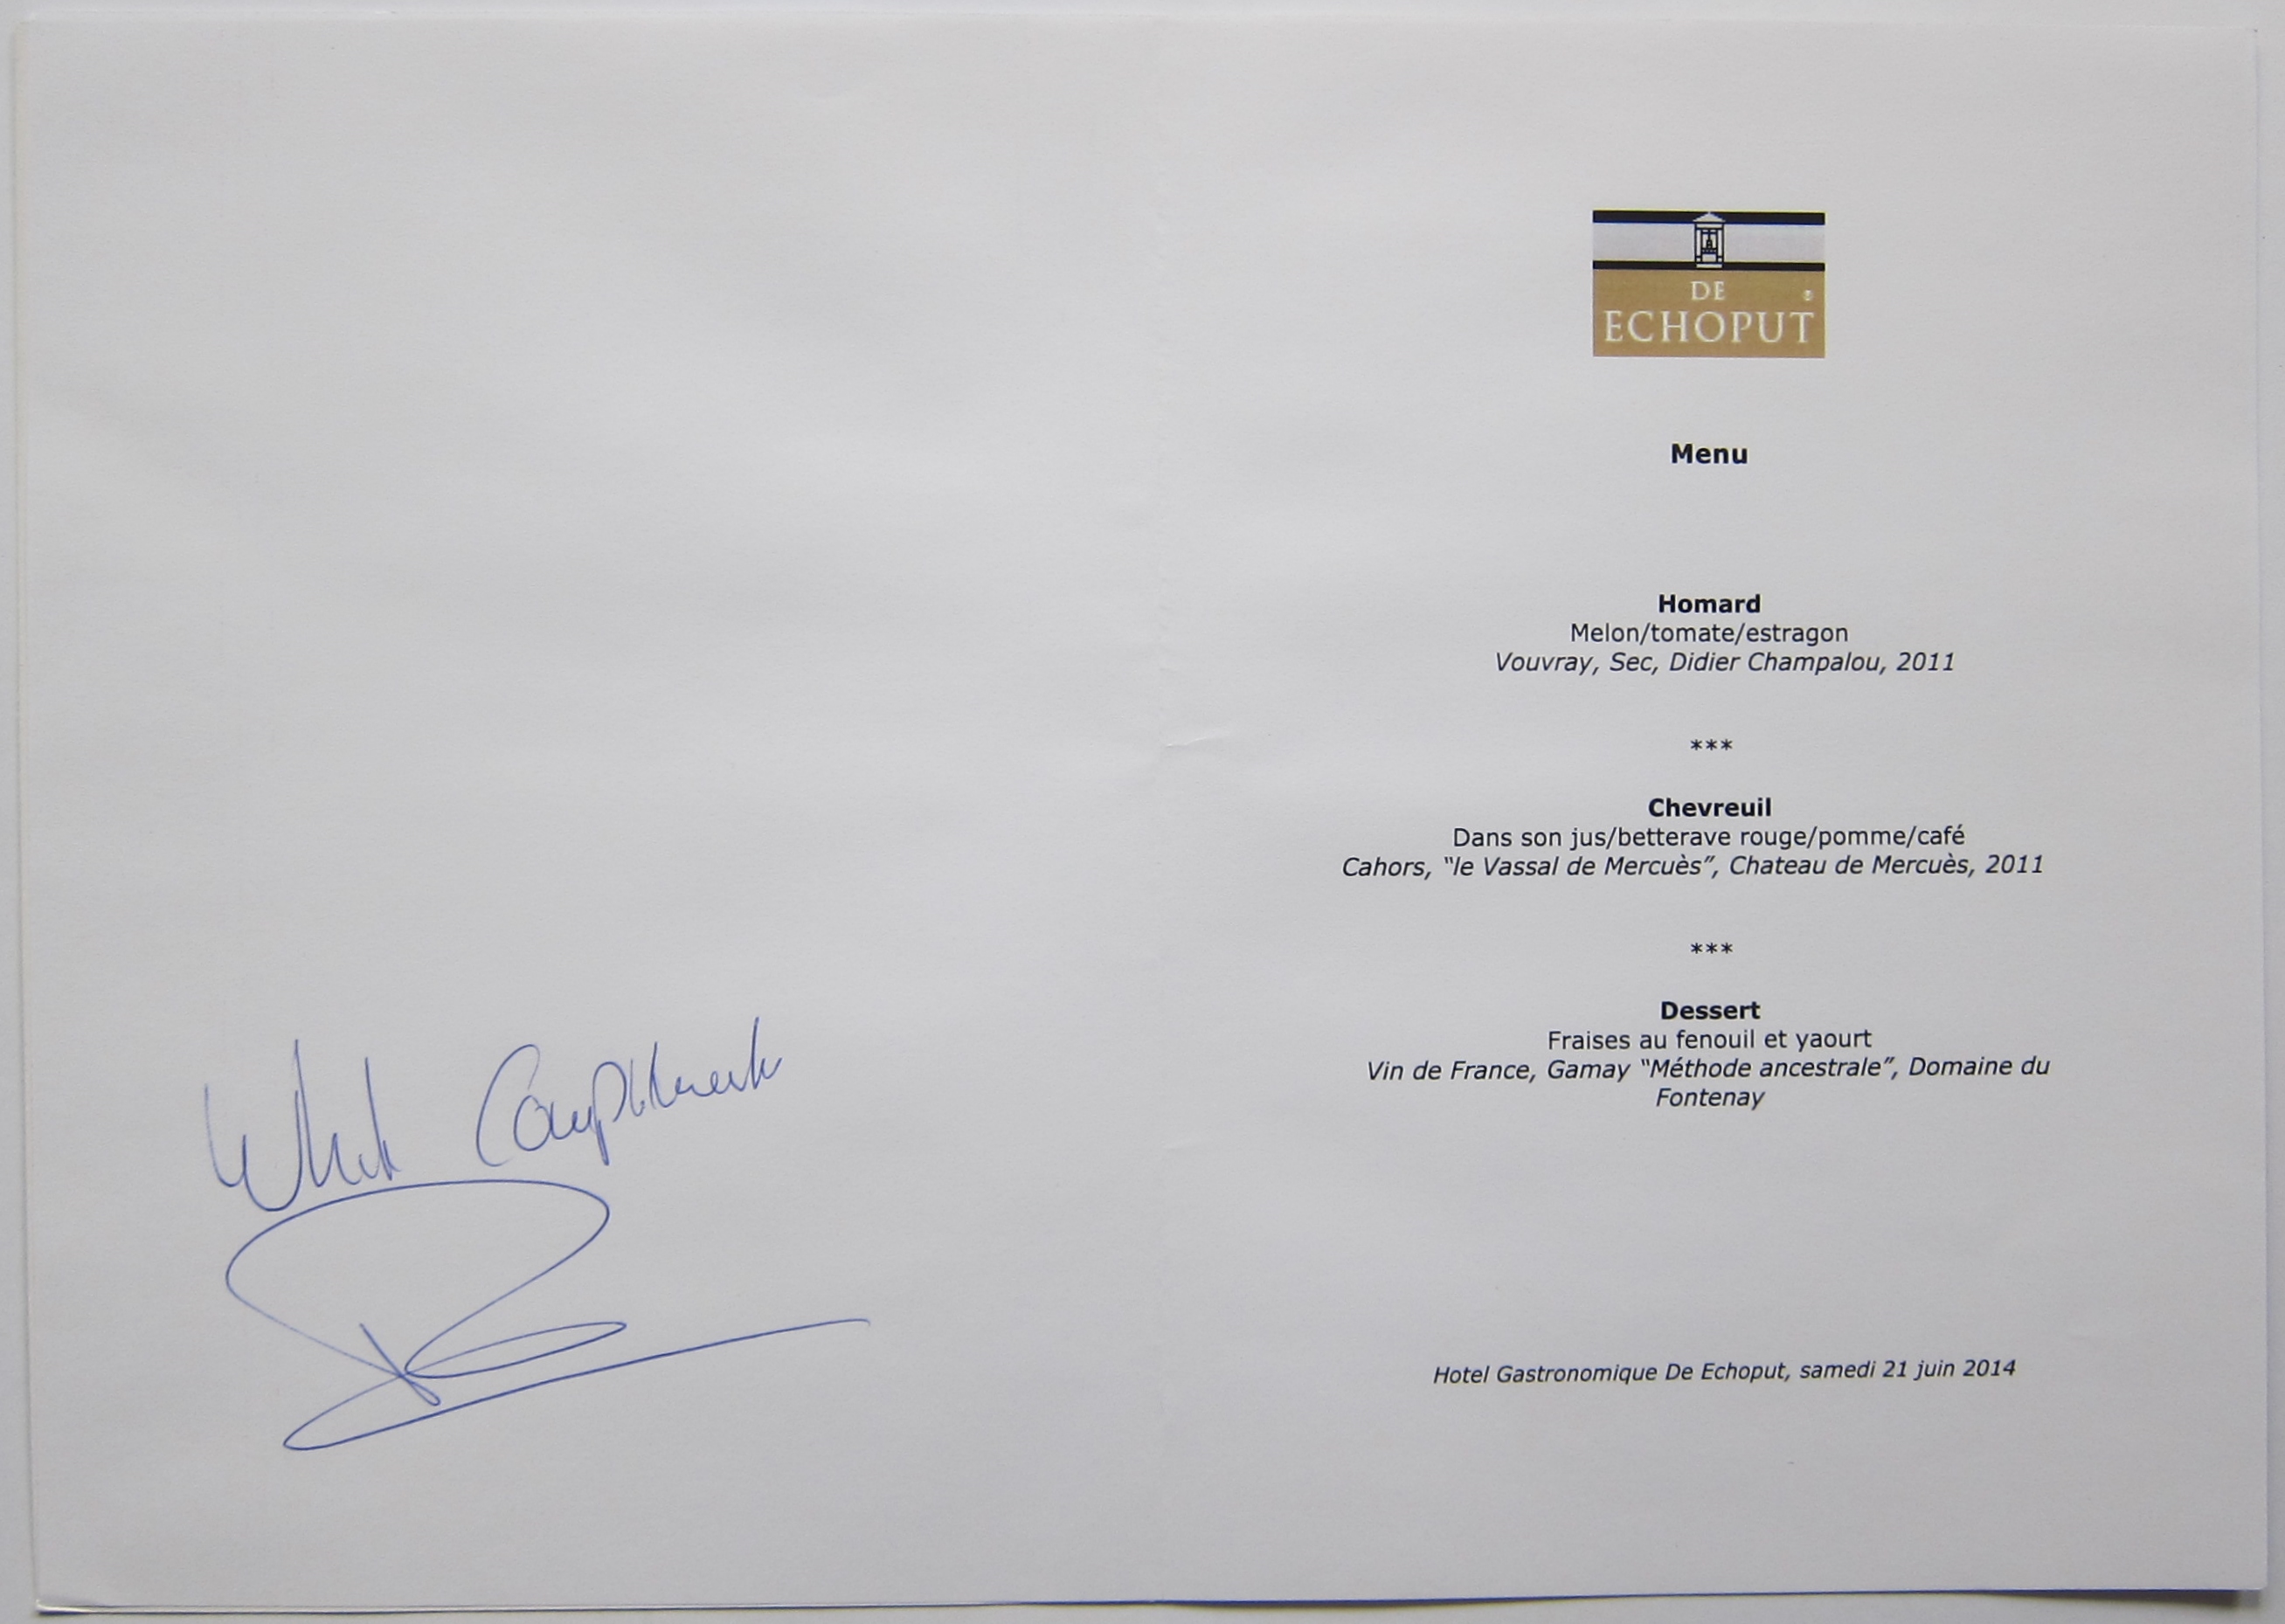 With Compliments
DE
ECHOPUT
Menu
Homard
Melon/tomate/estragon
Vouvray, Sec, Didier Champalou, 2011
***
Chevreuil
Dans son jus/betterave rouge/pomme/café
Cahors, “le Vassal de Mercuès”, Chateau de Mercuès, 2011
***
Dessert
Fraises au fenouil et yaourt
Vin de France, Gamay “Méthode ancestrale”, Domaine du
Fontenay
Hotel Gastronomique De Echoput, samedi 21 juin 2014